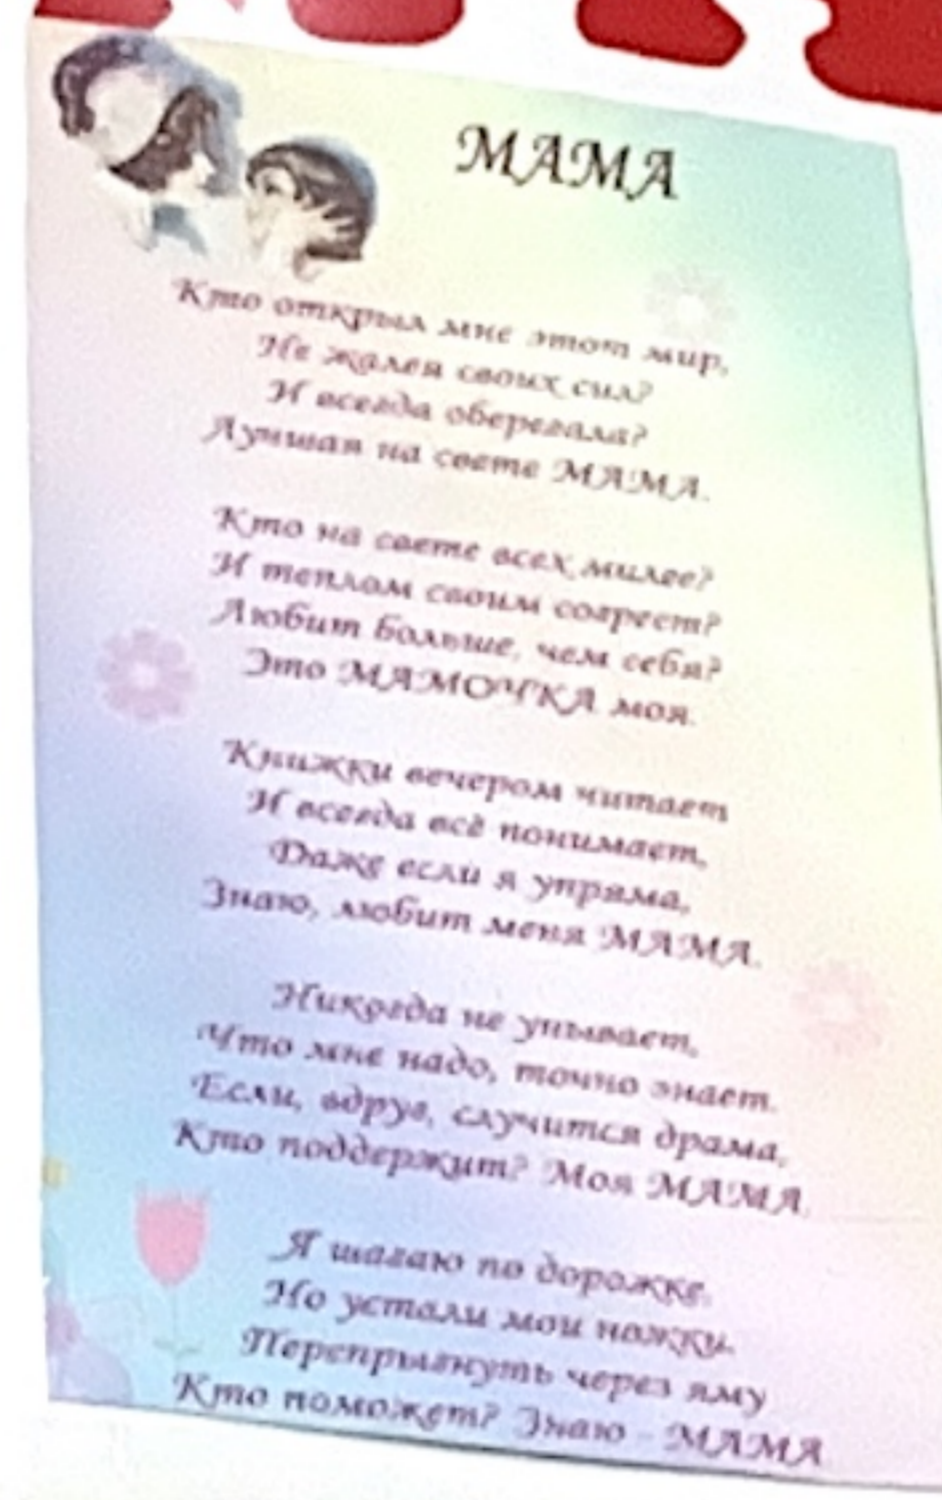 МАМА
Кто открыл мне этот мир,
Не жалея своих сил?
И всегда оберегала?
Лучшая на свете МАМА.
Кто на свете всех милее?
И теплом своим согреет?
Любит больше, чем себя?
Это МАМОЧКА моя.
Книжки вечером читает
И всегда всё понимает,
Даже если я упряма,
Знаю, любит меня МАМА.
Никогда не унывает,
Что мне надо, точно знает.
Если, вдруг, случится драма,
Кто поддержит? Моя МАМА.
Я шагаю по дорожке,
Но устали мои ножки.
Перепрыгнуть через яму
Кто поможет? Знаю - МАМА